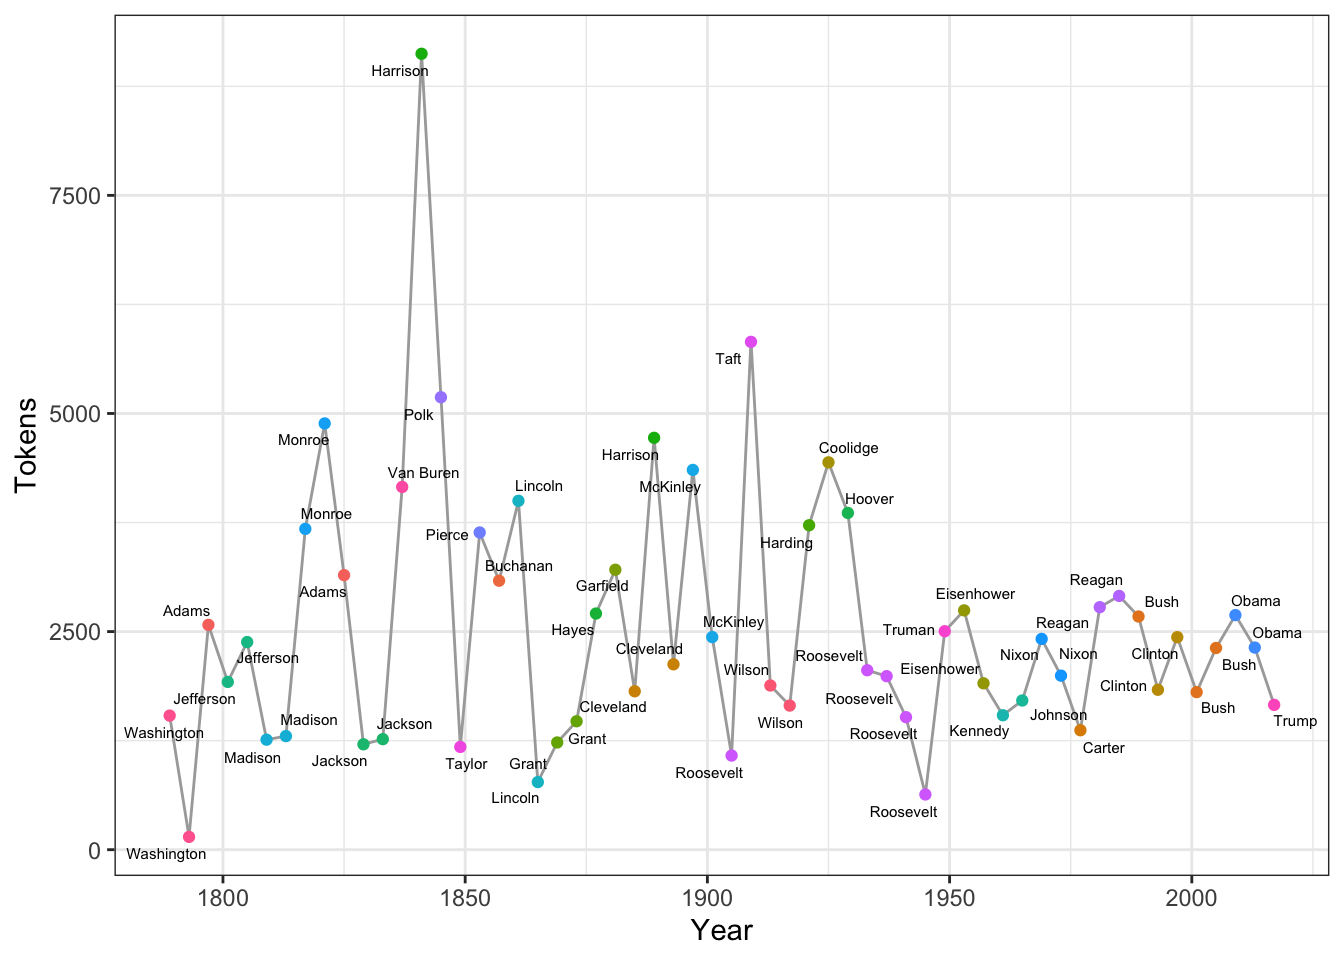 Harrison
7500
Taft
5000
Polk
Monroe
Coolidge
Harrison
Van Buren
Lincoln
McKinley
Hoover
Monroe
Pierce
Harding
Buchanan
Reagan
Garfield
Adams
Eisenhower
Obama
Bush
Adams
McKinley
Reagan
2500
Hayes
Truman
Obama
Cleveland
Roosevelt
Nixon
Nixon
Clinton
Jefferson
Wilson
Eisenhower
Bush
Clinton
Jefferson
Roosevelt
Cleveland
Bush
Madison
Jackson
Wilson
Johnson
Trump
Washington
Grant
Roosevelt
Kennedy
Carter
Madison
Jackson
Taylor
Grant
Roosevelt
Lincoln
Roosevelt
Washington
0
1800 1850 1900 1950 2000
Year
Tokens